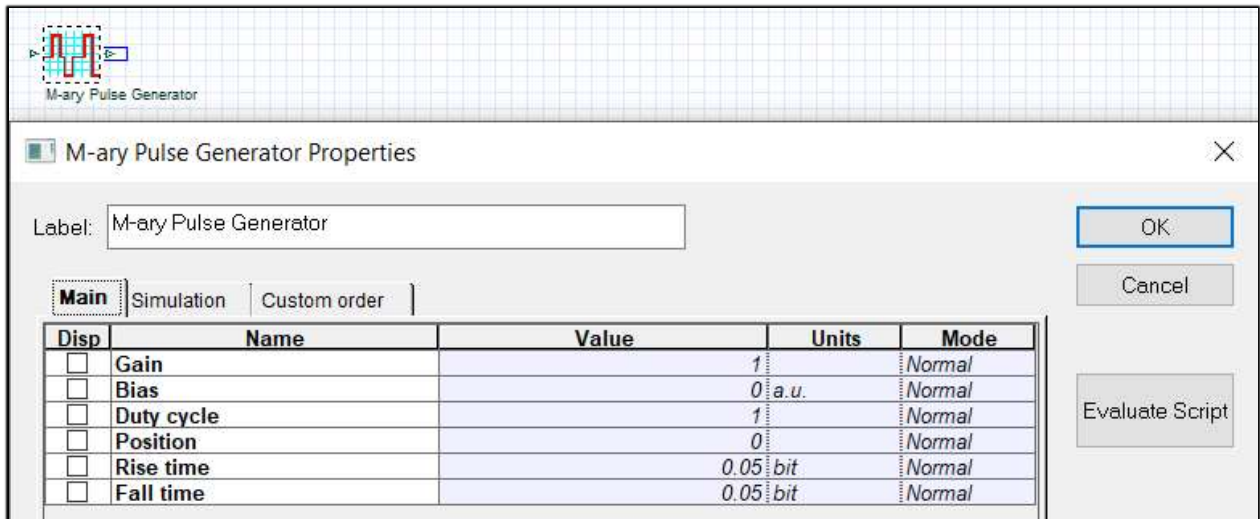 M-ary Pulse Generator
M-ary Pulse Generator Properties
Label: M-ary Pulse Generator
OK
Cancel
Main Simulation Custom order
Disp Name Value Units Mode
Gain 1 Normal
Bias 0 a.u. Normal
Duty cycle 1 Normal
Position 0 Normal
Rise time 0.05 bit Normal
Fall time 0.05 bit Normal
Evaluate Script